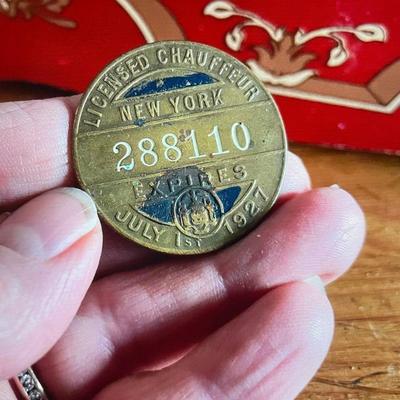 LICENSED CHAUFFEUR
NEW YORK
288110
EXPIRES
JULY 1ST 1927